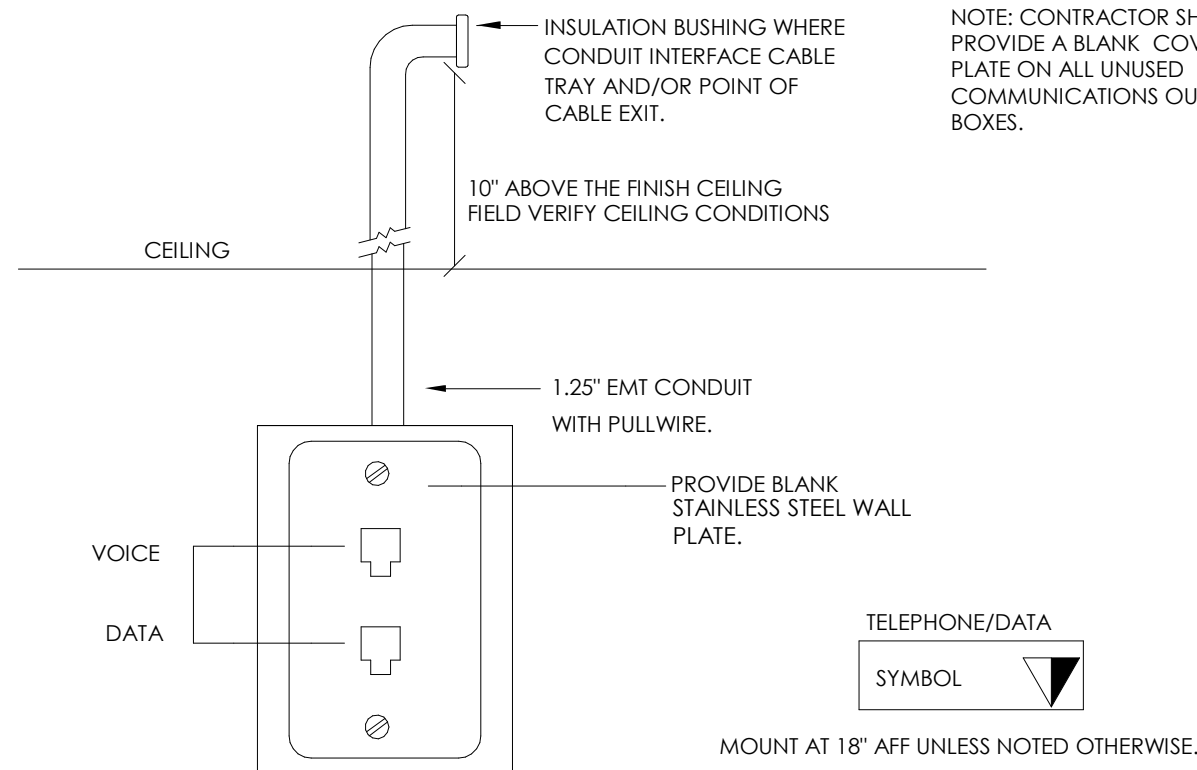 INSULATION BUSHING WHERE
CONDUIT INTERFACE CABLE
TRAY AND/OR POINT OF
CABLE EXIT.
NOTE: CONTRACTOR
PROVIDE A BLANK
PLATE ON ALL UNUSED
COMMUNICATIONS
BOXES.
10" ABOVE THE FINISH CEILING
FIELD VERIFY CEILING CONDITIONS
CEILING
1.25" EMT CONDUIT
WITH PULLWIRE.
PROVIDE BLANK
STAINLESS STEEL WALL
PLATE.
VOICE
DATA
TELEPHONE/DATA
SYMBOL
MOUNT AT 18" AFF UNLESS NOTED OTHERWISE.